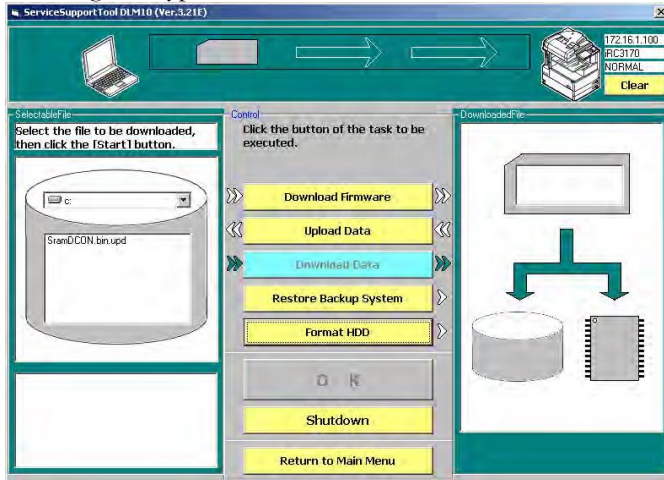 ServiceSupportTool DLM10 (Ver.3.21E)
172.16.1.100
iRC3170
NORMAL
Clear
SelectableFile
Select the file to be downloaded,
then click the [Start] button.
c:
SramDCON.bin.upd
Control
Click the button of the task to be
executed.
Download Firmware
Upload Data
Download Data
Restore Backup System
Format HDD
O K
Shutdown
Return to Main Menu
DownloadedFile